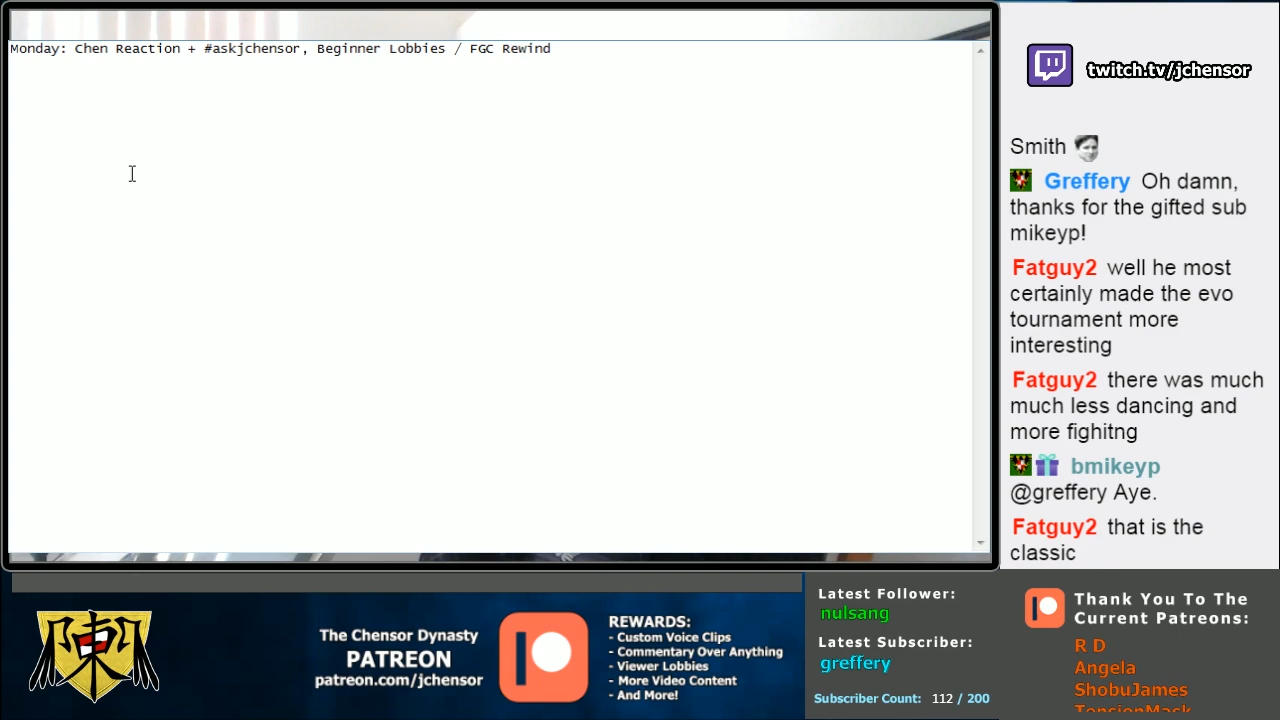 Monday: Chen Reaction + #askjchensor, Beginner Lobbies / FGC Rewind
twitch.tv/jchensor
Smith
Greffery Oh damn,
thanks for the gifted sub
mikeyp!
Fatguy2 well he most
certainly made the evo
tournament more
interesting
Fatguy2 there was much
much less dancing and
more fighitng
bmikeyp
@greffery Aye.
Fatguy2 that is the
classic
The Chensor Dynasty
PATREON
patreon.com/jchensor
REWARDS:
- Custom Voice Clips
- Commentary Over Anything
- Viewer Lobbies
- More Video Content
- And More!
Latest Follower:
nulsang
Latest Subscriber:
greffery
Subscriber Count: 112 / 200
Thank You To The
Current Patreons:
R D
Angela
ShobuJames
TensionMask